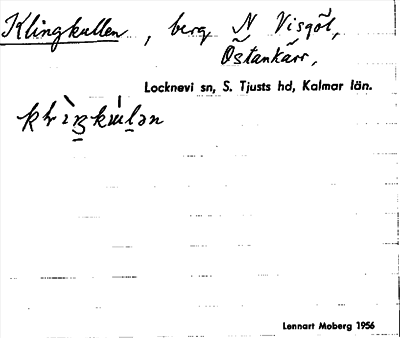 Klingkullen, berg N Visgöl,
Östankärr,
Locknevi sn, S. Tjusts hd, Kalmar län.
Lennart Moberg 1956